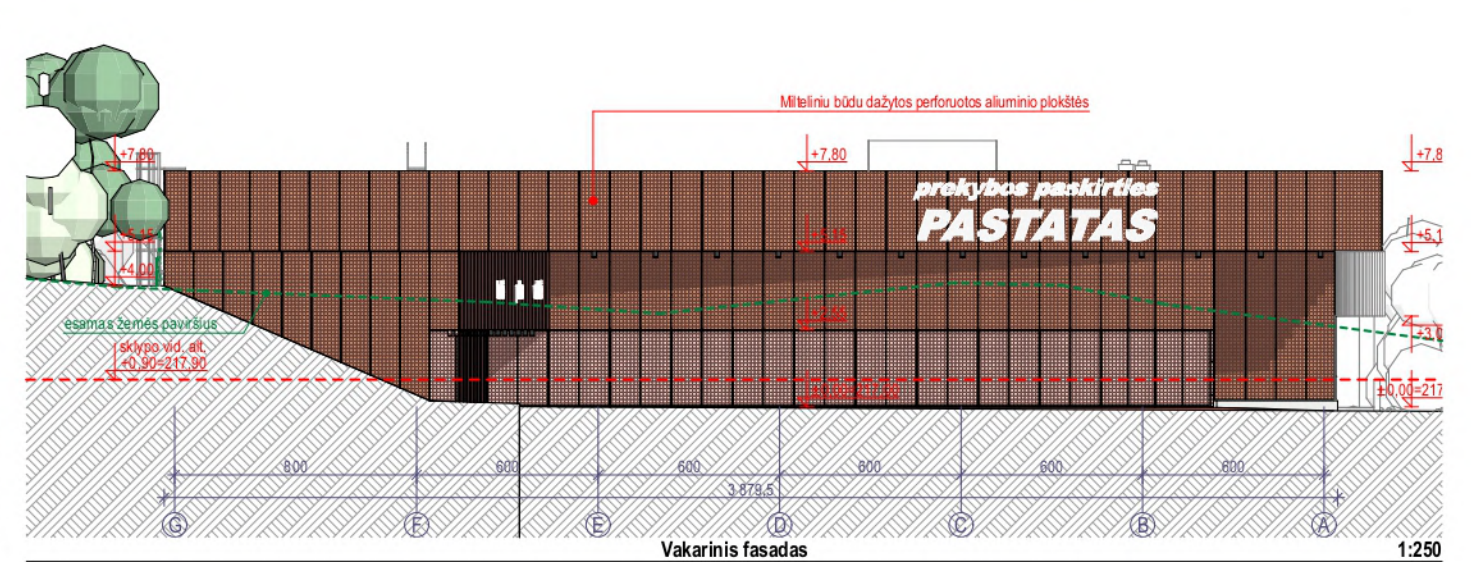 Milteliniu būdu dažytos perforuotos aliuminio plokštės
+7,80
+7,80
+7,8
prekybos paskirties
PASTATAS
+5,15
+5,15
+5,1
+4,00
esamas žemės paviršius
sklypo vid. alt.
+0,90=217,90
+3,0
±0,00=217
800
600
600
600
600
600
3 879,5
G
F
E
D
C
B
A
Vakarinis fasadas
1:250